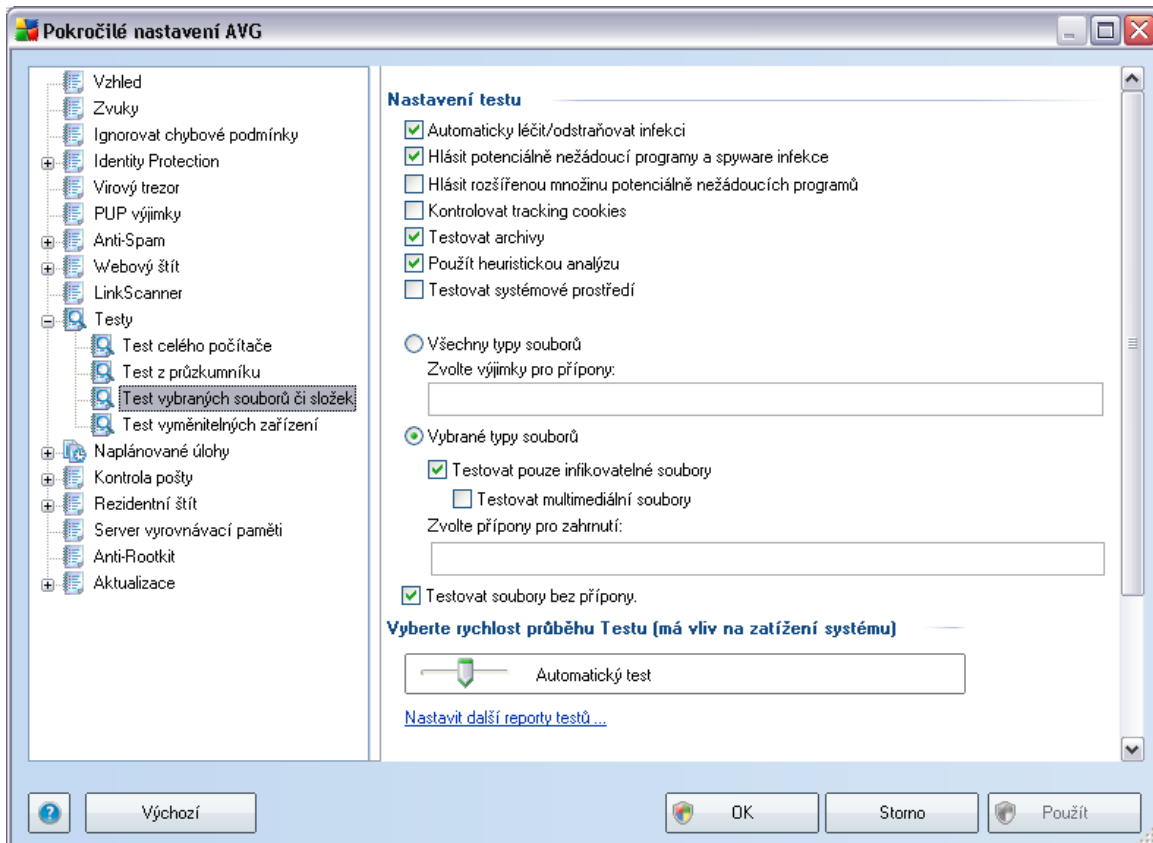 Pokročilé nastavení AVG
Vzhled
Zvuky
Ignorovat chybové podmínky
Identity Protection
Virový trezor
PUP výjimky
Anti-Spam
Webový štít
LinkScanner
Testy
Test celého počítače
Test z průzkumníku
Test vybraných souborů či složek
Test vyměnitelných zařízení
Naplánované úlohy
Kontrola pošty
Rezidentní štít
Server vyrovnávací paměti
Anti-Rootkit
Aktualizace
Nastavení testu
Automaticky léčit/odstraňovat infekci
Hlásit potenciálně nežádoucí programy a spyware infekce
Hlásit rozšířenou množinu potenciálně nežádoucích programů
Kontrolovat tracking cookies
Testovat archivy
Použít heuristickou analýzu
Testovat systémové prostředí
Všechny typy souborů
Zvolte výjimky pro přípony:
Vybrané typy souborů
Testovat pouze infikovatelné soubory
Testovat multimediální soubory
Zvolte přípony pro zahrnutí:
Testovat soubory bez přípony.
Vyberte rychlost průběhu Testu (má vliv na zatížení systému)
Automatický test
Nastavit další reporty testů ...
Výchozí
OK
Storno
Použít